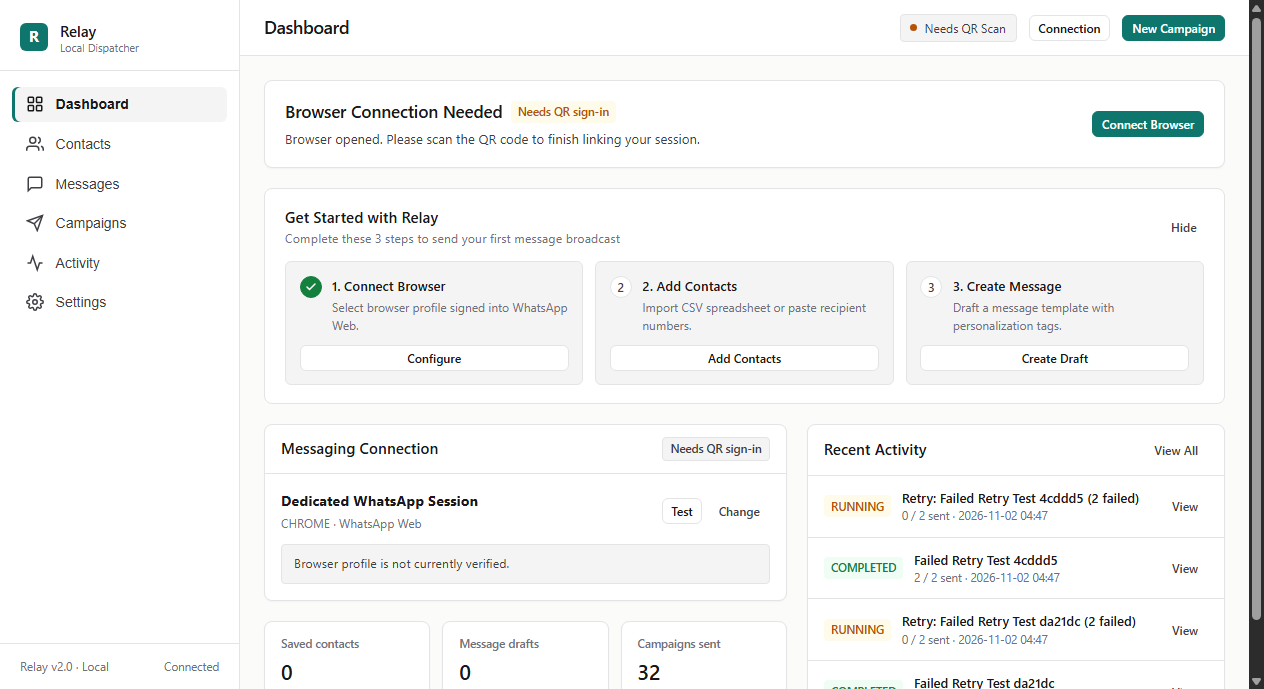 R
Relay
Local Dispatcher
Dashboard
Contacts
Messages
Campaigns
Activity
Settings
Relay v2.0 · Local
Connected
Dashboard
Needs QR Scan
Connection
New Campaign
Browser Connection Needed
Needs QR sign-in
Browser opened. Please scan the QR code to finish linking your session.
Connect Browser
Get Started with Relay
Complete these 3 steps to send your first message broadcast
Hide
1. Connect Browser
Select browser profile signed into WhatsApp
Web.
Configure
2
2. Add Contacts
Import CSV spreadsheet or paste recipient
numbers.
Add Contacts
3
3. Create Message
Draft a message template with
personalization tags.
Create Draft
Messaging Connection
Needs QR sign-in
Dedicated WhatsApp Session
CHROME · WhatsApp Web
Test
Change
Browser profile is not currently verified.
Saved contacts
0
Message drafts
0
Campaigns sent
32
Recent Activity
View All
RUNNING
Retry: Failed Retry Test 4cddd5 (2 failed)
0 / 2 sent · 2026-11-02 04:47
View
COMPLETED
Failed Retry Test 4cddd5
2 / 2 sent · 2026-11-02 04:47
View
RUNNING
Retry: Failed Retry Test da21dc (2 failed)
0 / 2 sent · 2026-11-02 04:47
View
COMPLETED
Failed Retry Test da21dc